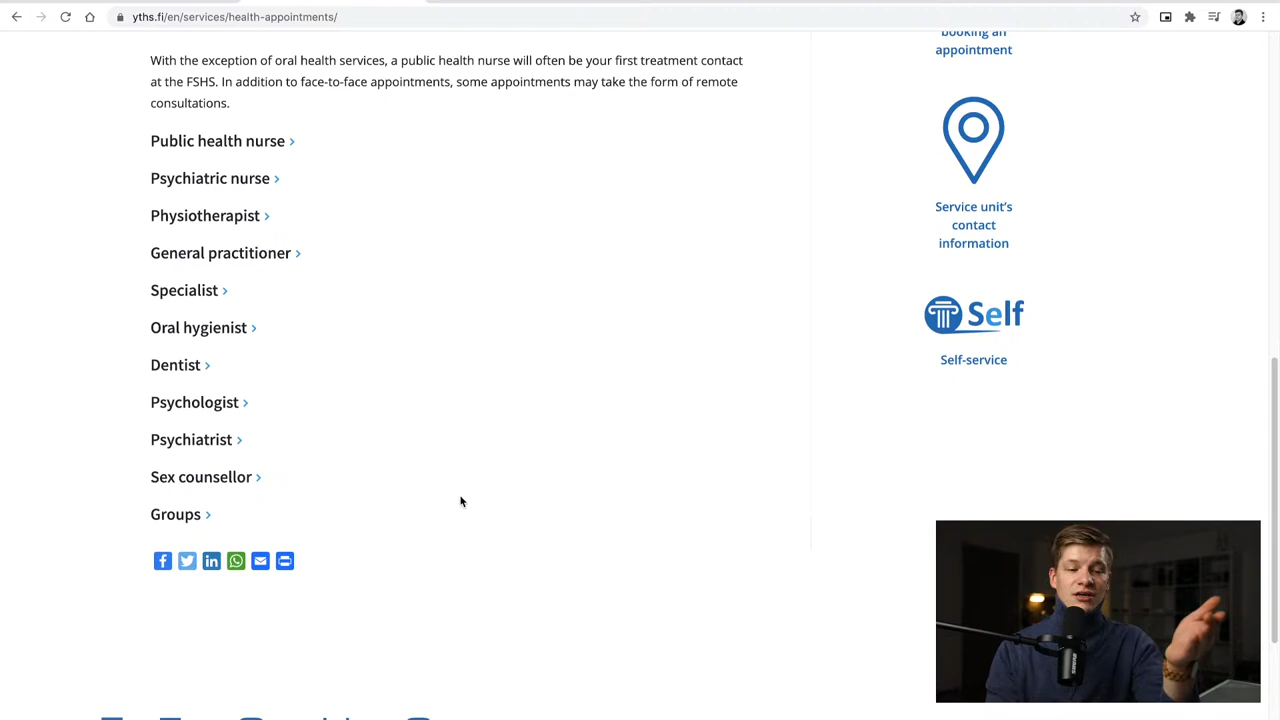 yths.fi/en/services/health-appointments/
With the exception of oral health services, a public health nurse will often be your first treatment contact
at the FSHS. In addition to face-to-face appointments, some appointments may take the form of remote
consultations.
Public health nurse
Psychiatric nurse
Physiotherapist
General practitioner
Specialist
Oral hygienist
Dentist
Psychologist
Psychiatrist
Sex counsellor
Groups
booking an
appointment
Service unit's
contact
information
Self
Self-service